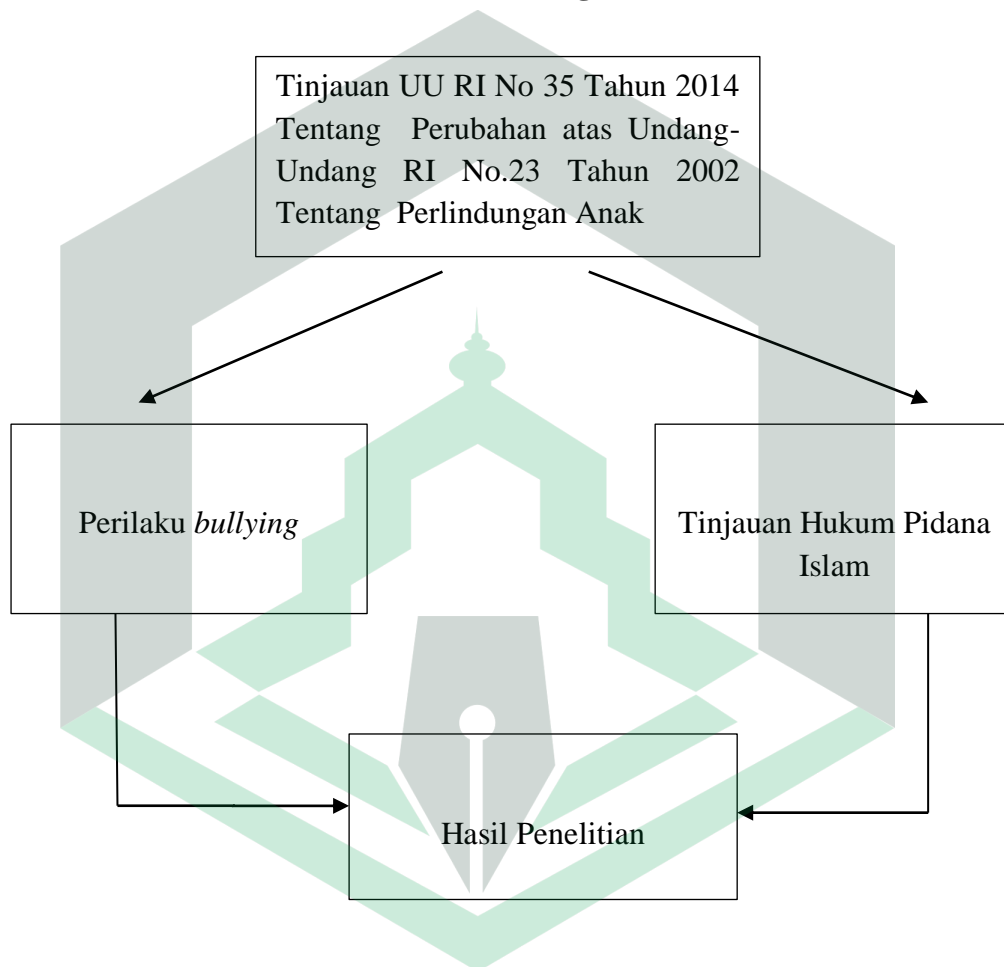 Tinjauan UU RI No 35 Tahun 2014
Tentang Perubahan atas Undang-
Undang RI No.23 Tahun 2002
Tentang Perlindungan Anak
Perilaku bullying
Tinjauan Hukum Pidana
Islam
Hasil Penelitian